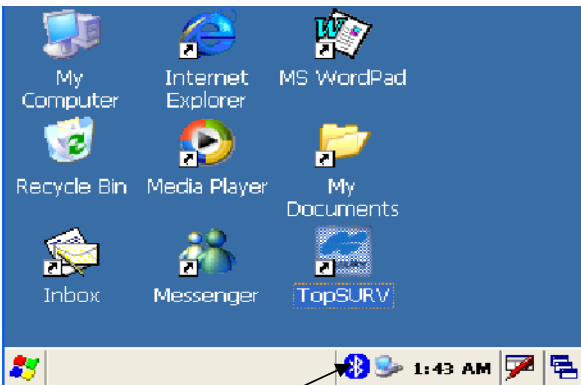 My Computer
Internet Explorer
MS WordPad
Recycle Bin
Media Player
My Documents
Inbox
Messenger
TopSURV
1:43 AM